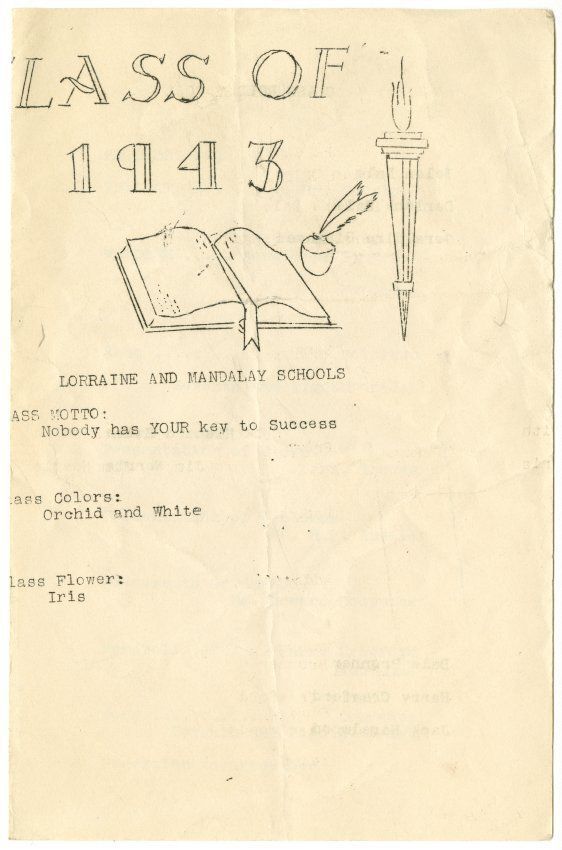 LASS OF
1943
LORRAINE AND MANDALAY SCHOOLS
ASS MOTTO:
Nobody has YOUR key to Success
ass Colors:
Orchid and White
lass Flower:
Iris